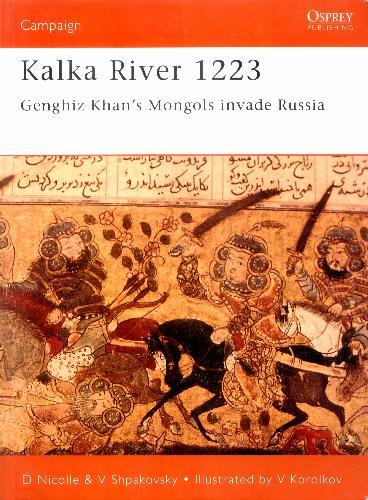 Campaign
OSPREY
PUBLISHING
Kalka River 1223
Genghiz Khan's Mongols invade Russia
D Nicolle & V Shpakovsky • Illustrated by V Korolkov